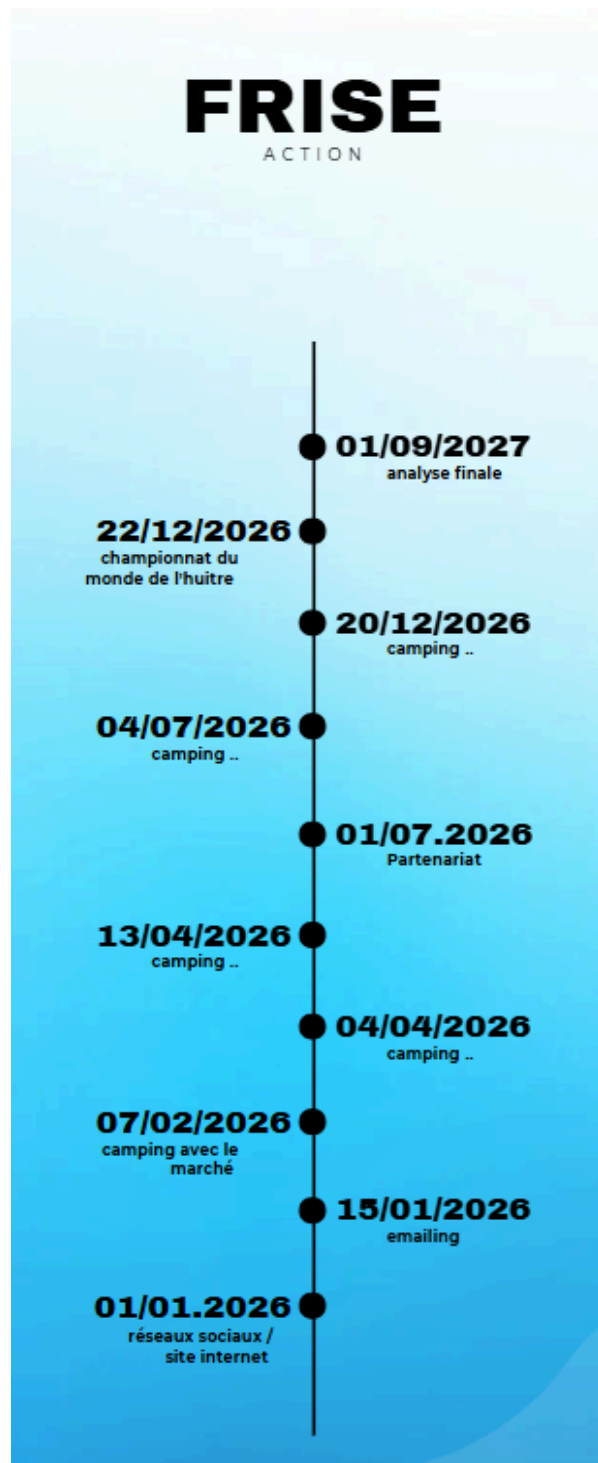 FRISE
ACTION
01/09/2027
analyse finale
22/12/2026
championnat du
monde de l'huitre
20/12/2026
camping ..
04/07/2026
camping ..
01/07.2026
Partenariat
13/04/2026
camping ..
04/04/2026
camping ..
07/02/2026
camping avec le
marché
15/01/2026
emailing
01/01.2026
réseaux sociaux /
site internet